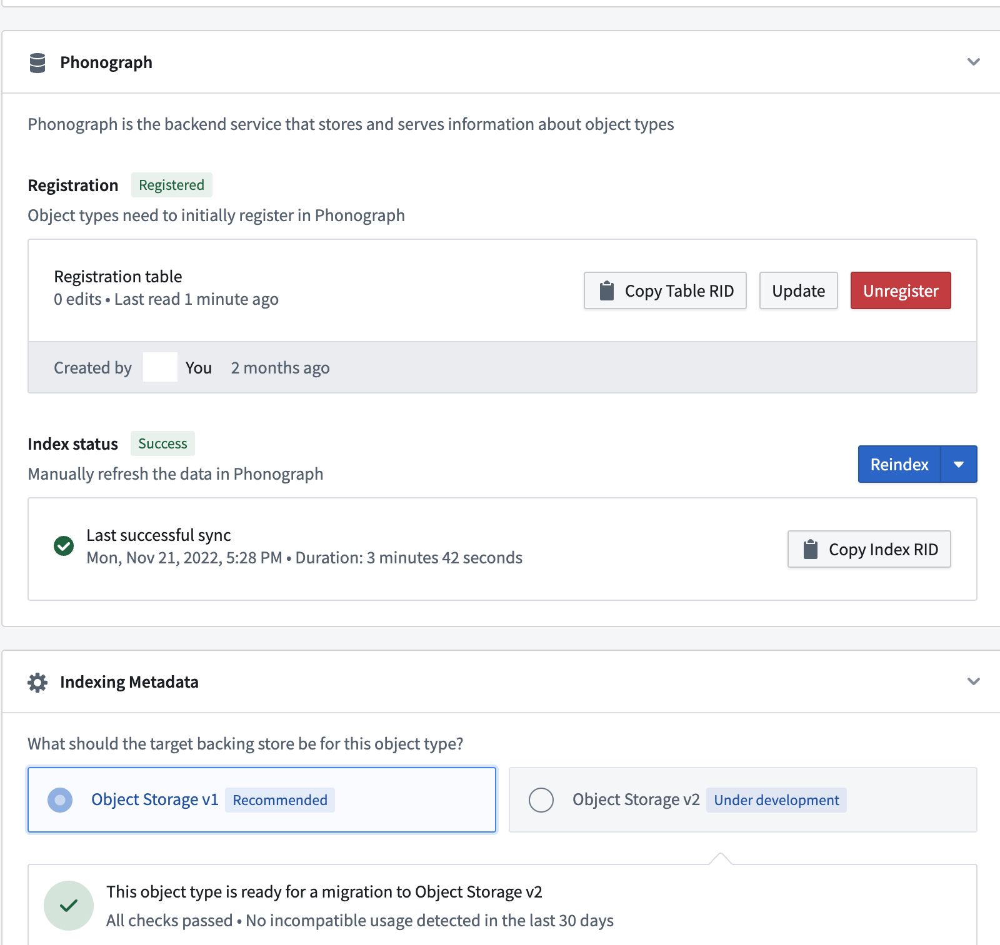 Phonograph
Phonograph is the backend service that stores and serves information about object types
Registration Registered
Object types need to initially register in Phonograph
Registration table
0 edits • Last read 1 minute ago
Copy Table RID Update Unregister
Created by You 2 months ago
Index status Success
Manually refresh the data in Phonograph
Reindex
Last successful sync
Mon, Nov 21, 2022, 5:28 PM • Duration: 3 minutes 42 seconds
Copy Index RID
Indexing Metadata
What should the target backing store be for this object type?
Object Storage v1 Recommended
Object Storage v2 Under development
This object type is ready for a migration to Object Storage v2
All checks passed • No incompatible usage detected in the last 30 days